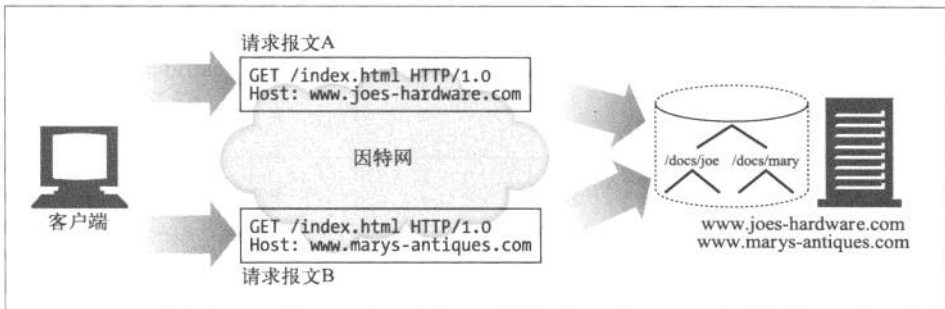 请求报文A
GET /index.html HTTP/1.0
Host: www.joes-hardware.com
因特网
客户端
/docs/joe
/docs/mary
GET /index.html HTTP/1.0
Host: www.marys-antiques.com
请求报文B
www.joes-hardware.com
www.marys-antiques.com